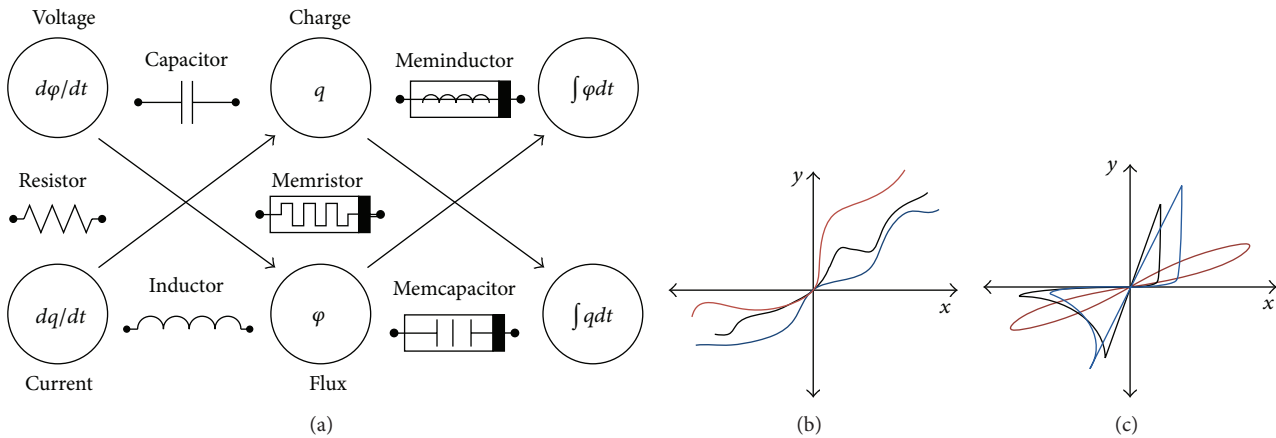 Voltage
Charge
dφ/dt
Capacitor
q
Meminductor
∫φdt
Resistor
Memristor
dq/dt
Inductor
φ
Memcapacitor
∫qdt
Current
Flux
(a)
y
x
(b)
y
x
(c)